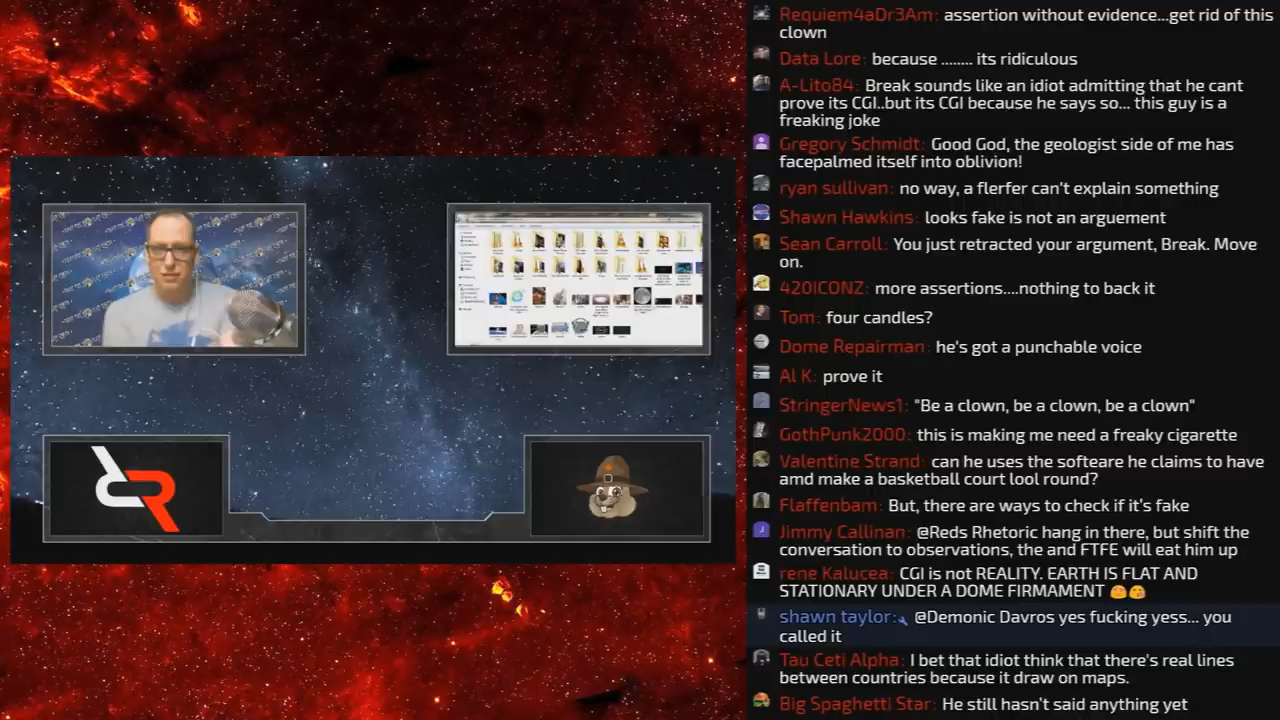 Requiem4aDr3Am: assertion without evidence...get rid of this
clown
Data Lore: because ........ its ridiculous
A-Lito84: Break sounds like an idiot admitting that he cant
prove its CGI..but its CGI because he says so... this guy is a
freaking joke
Gregory Schmidt: Good God, the geologist side of me has
facepalmed itself into oblivion!
ryan sullivan: no way, a flerfer can't explain something
Shawn Hawkins: looks fake is not an arguement
Sean Carroll: You just retracted your argument, Break. Move
on.
420ICONZ: more assertions....nothing to back it
Tom: four candles?
Dome Repairman: he's got a punchable voice
Al K: prove it
StringerNews1: "Be a clown, be a clown, be a clown"
GothPunk2000: this is making me need a freaky cigarette
Valentine Strand: can he uses the softeare he claims to have
amd make a basketball court lool round?
Flaffenbam: But, there are ways to check if it's fake
J Jimmy Callinan: @Reds Rhetoric hang in there, but shift the
conversation to observations, the and FTFE will eat him up
rene Kalucea: CGI is not REALITY. EARTH IS FLAT AND
STATIONARY UNDER A DOME FIRMAMENT
shawn taylor: @Demonic Davros yes fucking yess... you
called it
Tau Ceti Alpha: I bet that idiot think that there's real lines
between countries because it draw on maps.
Big Spaghetti Star: He still hasn't said anything yet